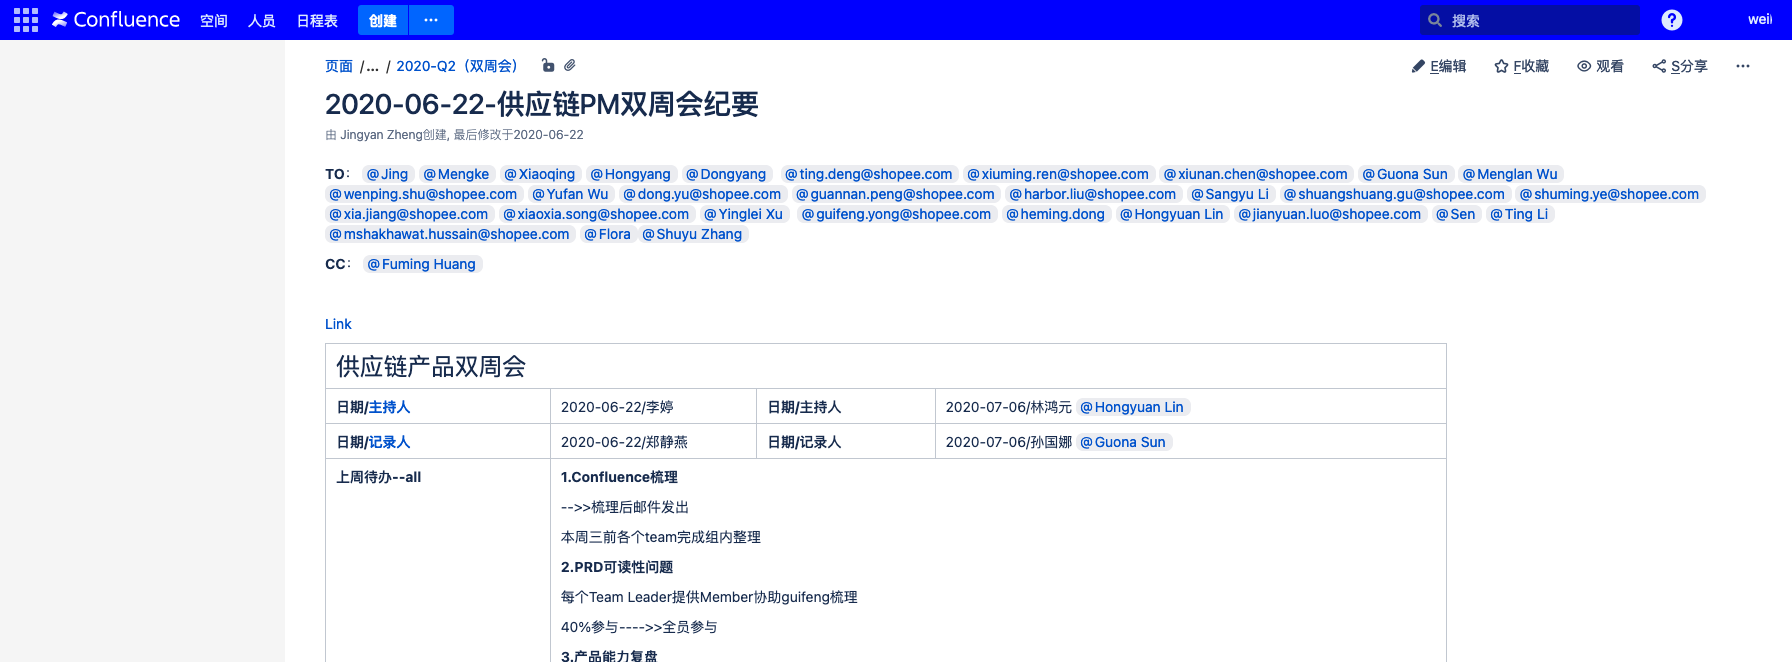 Confluence 空间 人员 日程表 创建 ··· 搜索 ?
页面 /... / 2020-Q2（双周会） E编辑 F收藏 观看 S分享 ···
2020-06-22-供应链PM双周会纪要
由 Jingyan Zheng创建, 最后修改于2020-06-22
TO： @Jing @Mengke @Xiaoqing @Hongyang @Dongyang @ting.deng@shopee.com @xiuming.ren@shopee.com @xiunan.chen@shopee.com @Guona Sun @Menglan Wu
@wenping.shu@shopee.com @Yufan Wu @dong.yu@shopee.com @guannan.peng@shopee.com @harbor.liu@shopee.com @Sangyu Li @shuangshuang.gu@shopee.com @shuming.ye@shopee.com
@xia.jiang@shopee.com @xiaoxia.song@shopee.com @Yinglei Xu @guifeng.yong@shopee.com @heming.dong @Hongyuan Lin @jianyuan.luo@shopee.com @Sen @Ting Li
@mshakhawat.hussain@shopee.com @Flora @Shuyu Zhang
CC： @Fuming Huang
Link
供应链产品双周会
日期/主持人 2020-06-22/李婷 日期/主持人 2020-07-06/林鸿元 @Hongyuan Lin
日期/记录人 2020-06-22/郑静燕 日期/记录人 2020-07-06/孙国娜 @Guona Sun
上周待办--all 1.Confluence梳理
-->>梳理后邮件发出
本周三前各个team完成组内整理
2.PRD可读性问题
每个Team Leader提供Member协助guifeng梳理
40%参与---->>全员参与
3.产品能力复盘